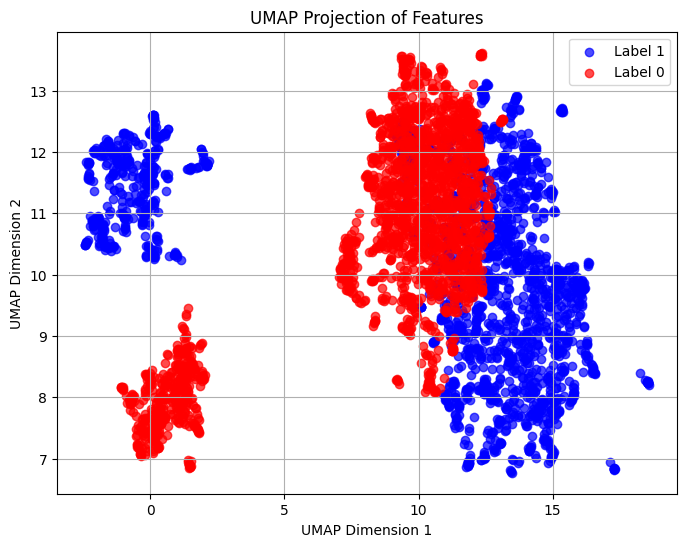 UMAP Projection of Features
Label 1
Label 0
13
12
11
10
9
8
7
UMAP Dimension 2
0
5
10
15
UMAP Dimension 1